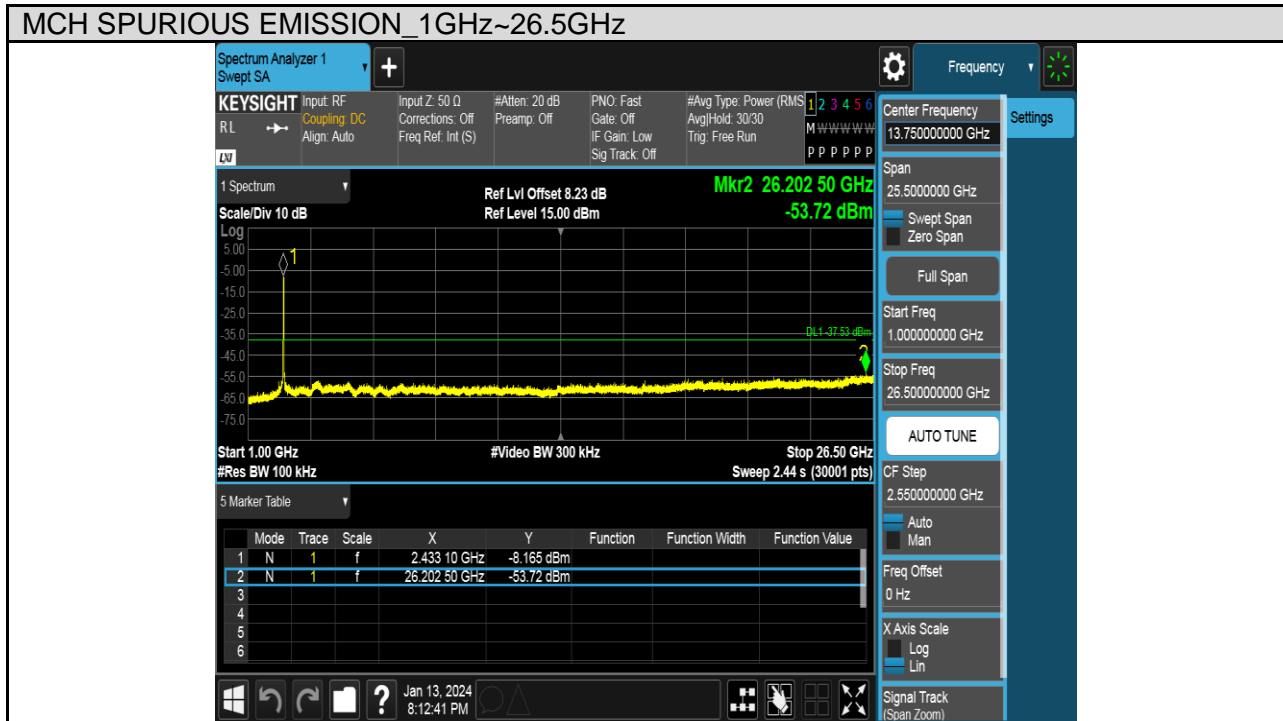 MCH SPURIOUS EMISSION_1GHz~26.5GHz
Spectrum Analyzer 1
Swept SA
+
Frequency
KEYSIGHT
RL
LXI
Input: RF
Coupling: DC
Align: Auto
Input Z: 50 Ω
Corrections: Off
Freq Ref: Int (S)
#Atten: 20 dB
Preamp: Off
PNO: Fast
Gate: Off
IF Gain: Low
Sig Track: Off
#Avg Type: Power (RMS
Avg|Hold: 30/30
Trig: Free Run
1 2 3 4 5 6
M W W W W W
P P P P P P
1 Spectrum
Scale/Div 10 dB
Ref Lvl Offset 8.23 dB
Ref Level 15.00 dBm
Mkr2 26.202 50 GHz
-53.72 dBm
Log
5.00
-5.00
-15.0
-25.0
-35.0
-45.0
-55.0
-65.0
-75.0
1
DL1 -37.53 dBm
2
Start 1.00 GHz
#Res BW 100 kHz
#Video BW 300 kHz
Stop 26.50 GHz
Sweep 2.44 s (30001 pts)
5 Marker Table
Mode Trace Scale X Y Function Function Width Function Value
1 N 1 f 2.433 10 GHz -8.165 dBm
2 N 1 f 26.202 50 GHz -53.72 dBm
3
4
5
6
?
Jan 13, 2024
8:12:41 PM
Center Frequency
13.75000000 GHz
Span
25.5000000 GHz
Swept Span
Zero Span
Full Span
Start Freq
1.000000000 GHz
Stop Freq
26.500000000 GHz
AUTO TUNE
CF Step
2.550000000 GHz
Auto
Man
Freq Offset
0 Hz
X Axis Scale
Log
Lin
Signal Track
(Span Zoom)
Settings